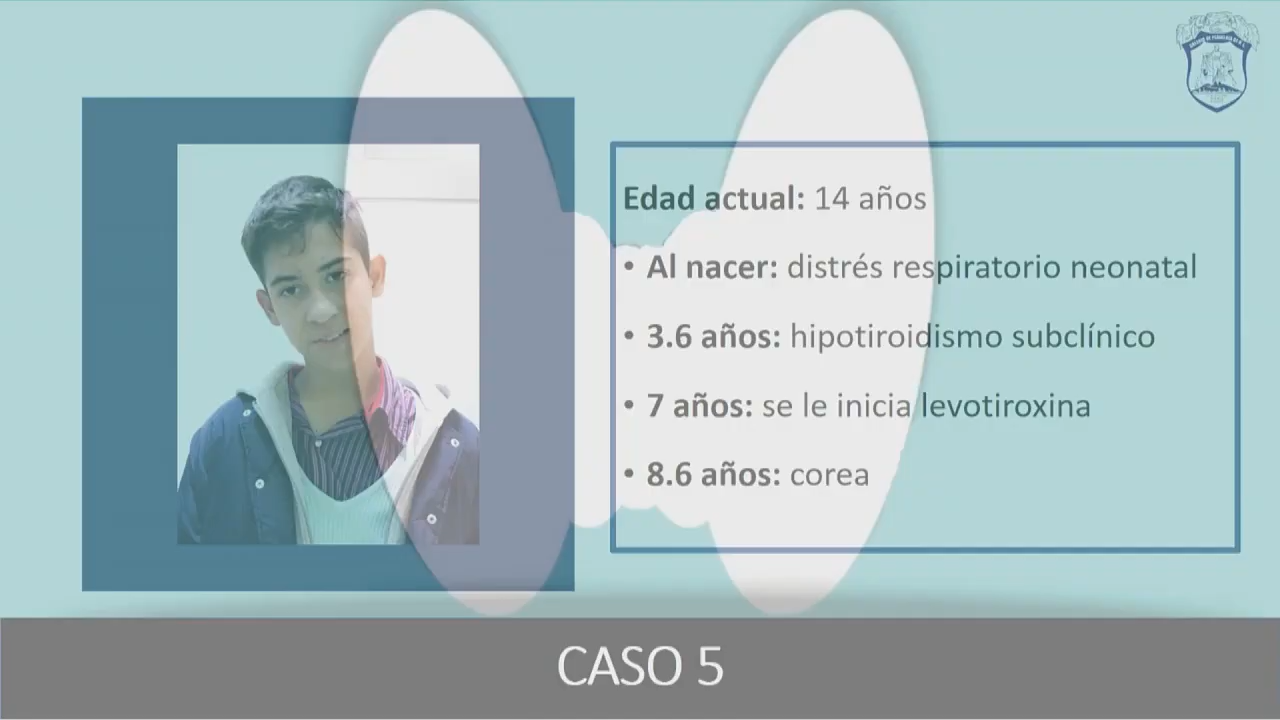 Edad actual: 14 años
• Al nacer: distrés respiratorio neonatal
• 3.6 años: hipotiroidismo subclínico
• 7 años: se le inicia levotiroxina
• 8.6 años: corea
CASO 5